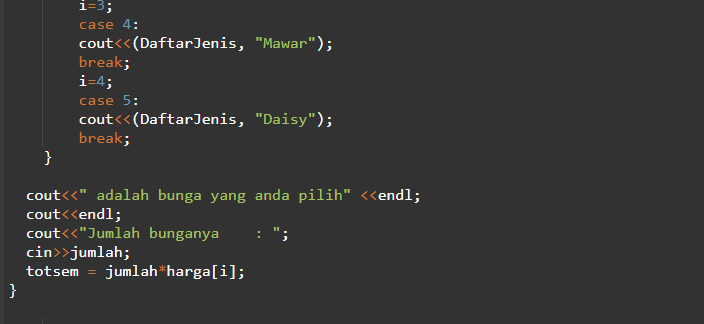 i=3;
case 4:
cout<<(DaftarJenis, "Mawar");
break;
i=4;
case 5:
cout<<(DaftarJenis, "Daisy");
break;
}
cout<<" adalah bunga yang anda pilih" <<endl;
cout<<endl;
cout<<"Jumlah bunganya    : ";
cin>>jumlah;
totsem = jumlah*harga[i];
}